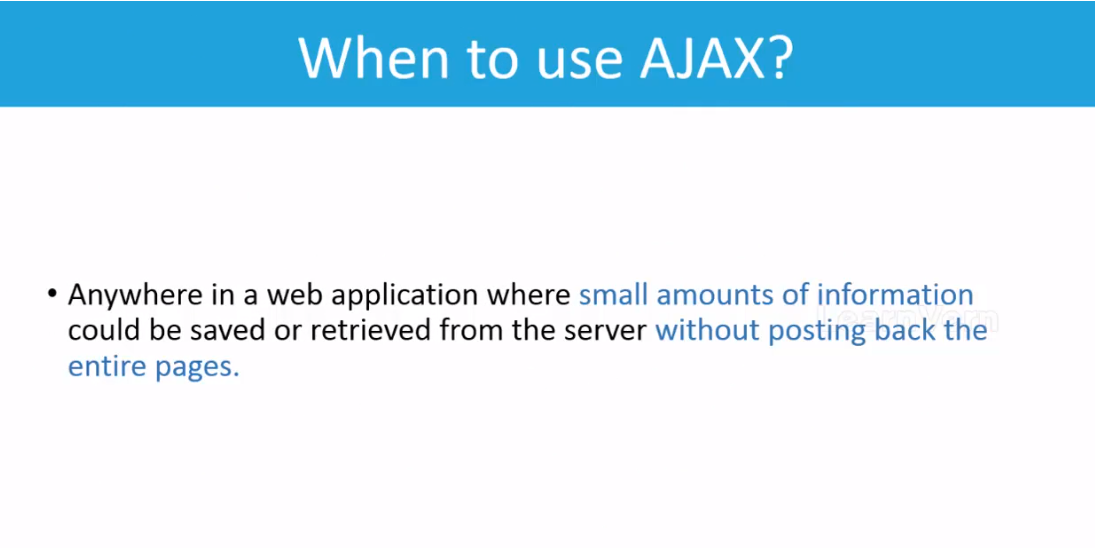 When to use AJAX?
• Anywhere in a web application where small amounts of information
could be saved or retrieved from the server without posting back the
entire pages.
LearnVern